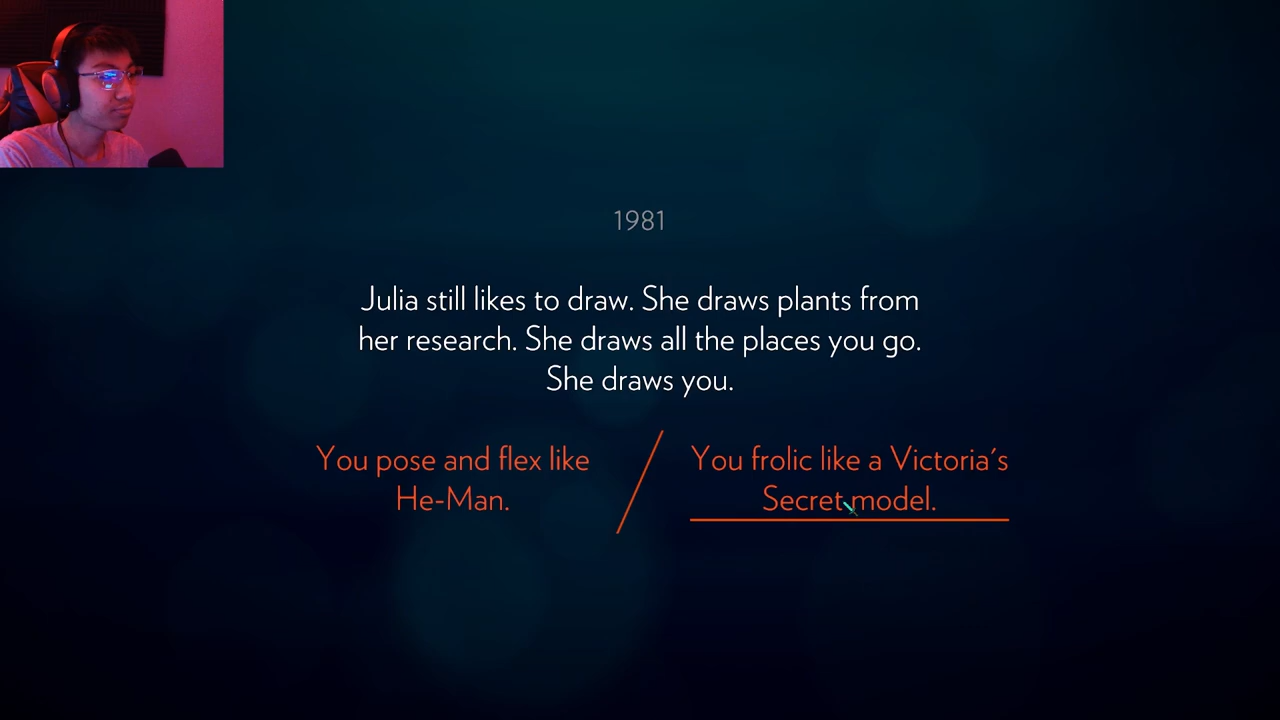 1981
Julia still likes to draw. She draws plants from
her research. She draws all the places you go.
She draws you.
You pose and flex like
He-Man.
You frolic like a Victoria's
Secret model.